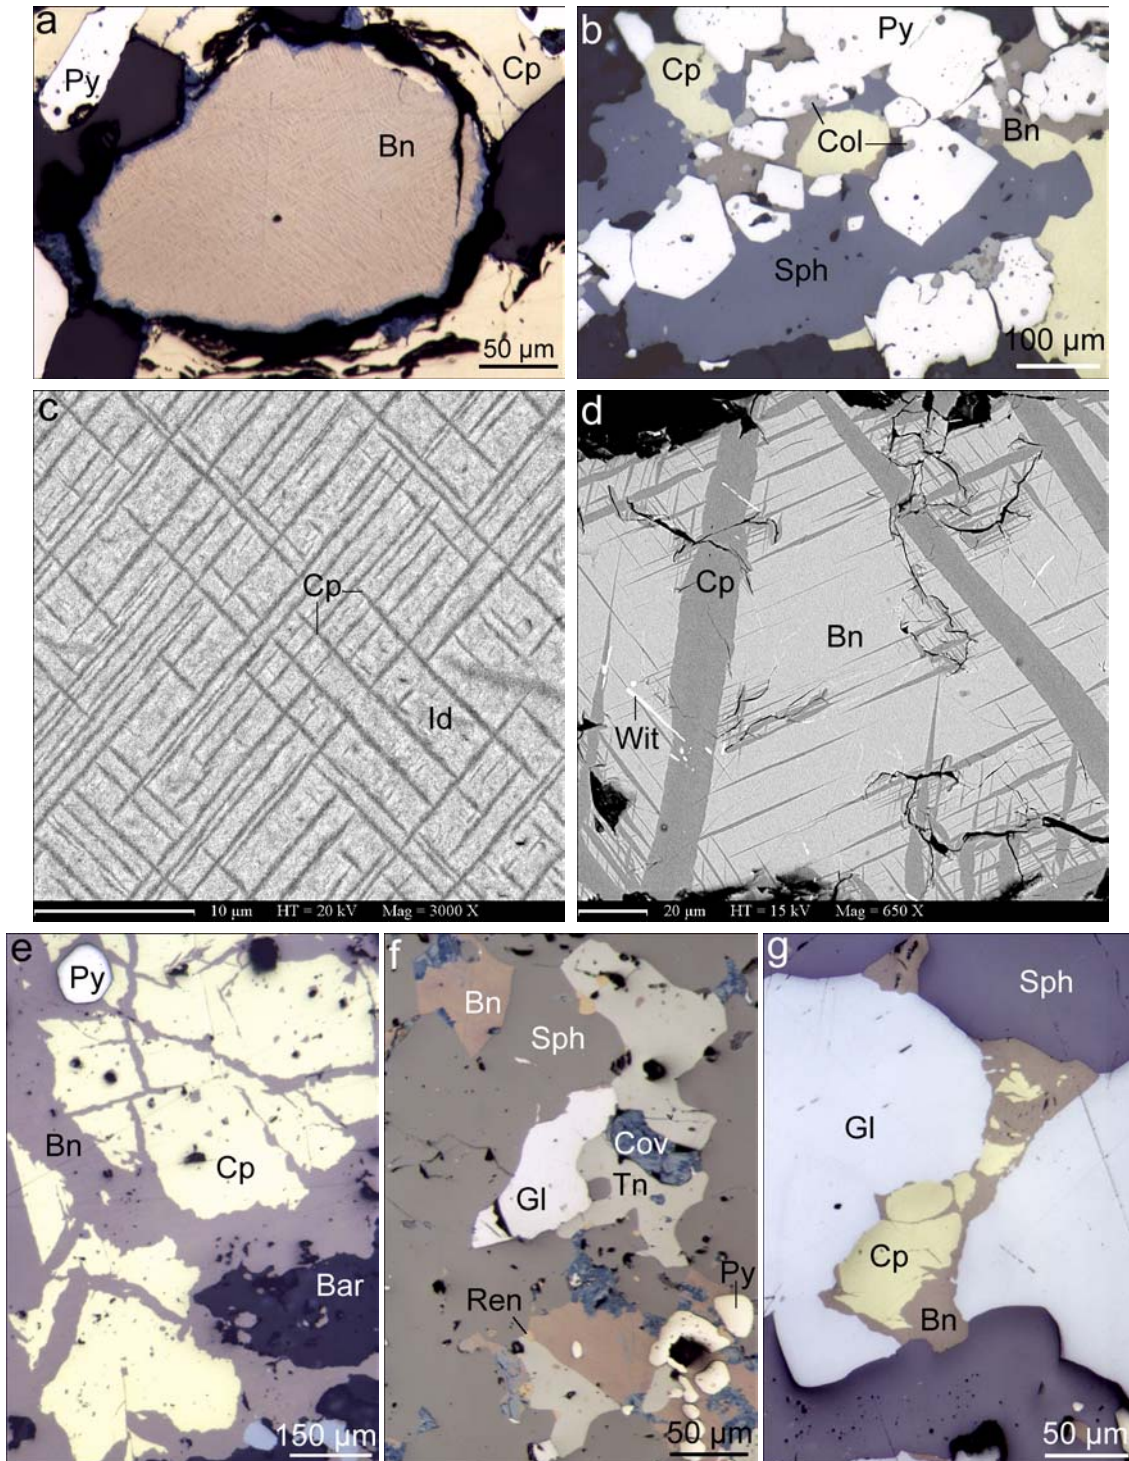 a
Py
Bn
Cp
50 µm
b
Py
Cp
Col
Bn
Sph
100 µm
c
Cp
Id
10 µm HT = 20 kV Mag = 3000 X
d
Cp
Bn
Wit
20 µm HT = 15 kV Mag = 650 X
e
Py
Bn
Cp
Bar
150 µm
f
Bn
Sph
Cov
Gl
Tn
Ren
Py
50 µm
g
Sph
Gl
Cp
Bn
50 µm